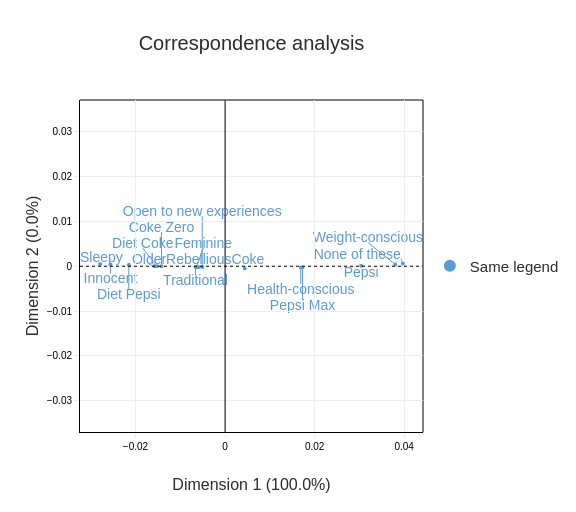 Correspondence analysis
0.03
0.02
0.01
0
−0.01
−0.02
−0.03
Dimension 2 (0.0%)
Open to new experiences
Coke Zero
Diet Coke
Feminine
Weight-conscious
None of these
Sleepy
Older
Rebellious
Coke
Pepsi
Innocent
Traditional
Diet Pepsi
Health-conscious
Pepsi Max
Same legend
−0.02
0
0.02
0.04
Dimension 1 (100.0%)